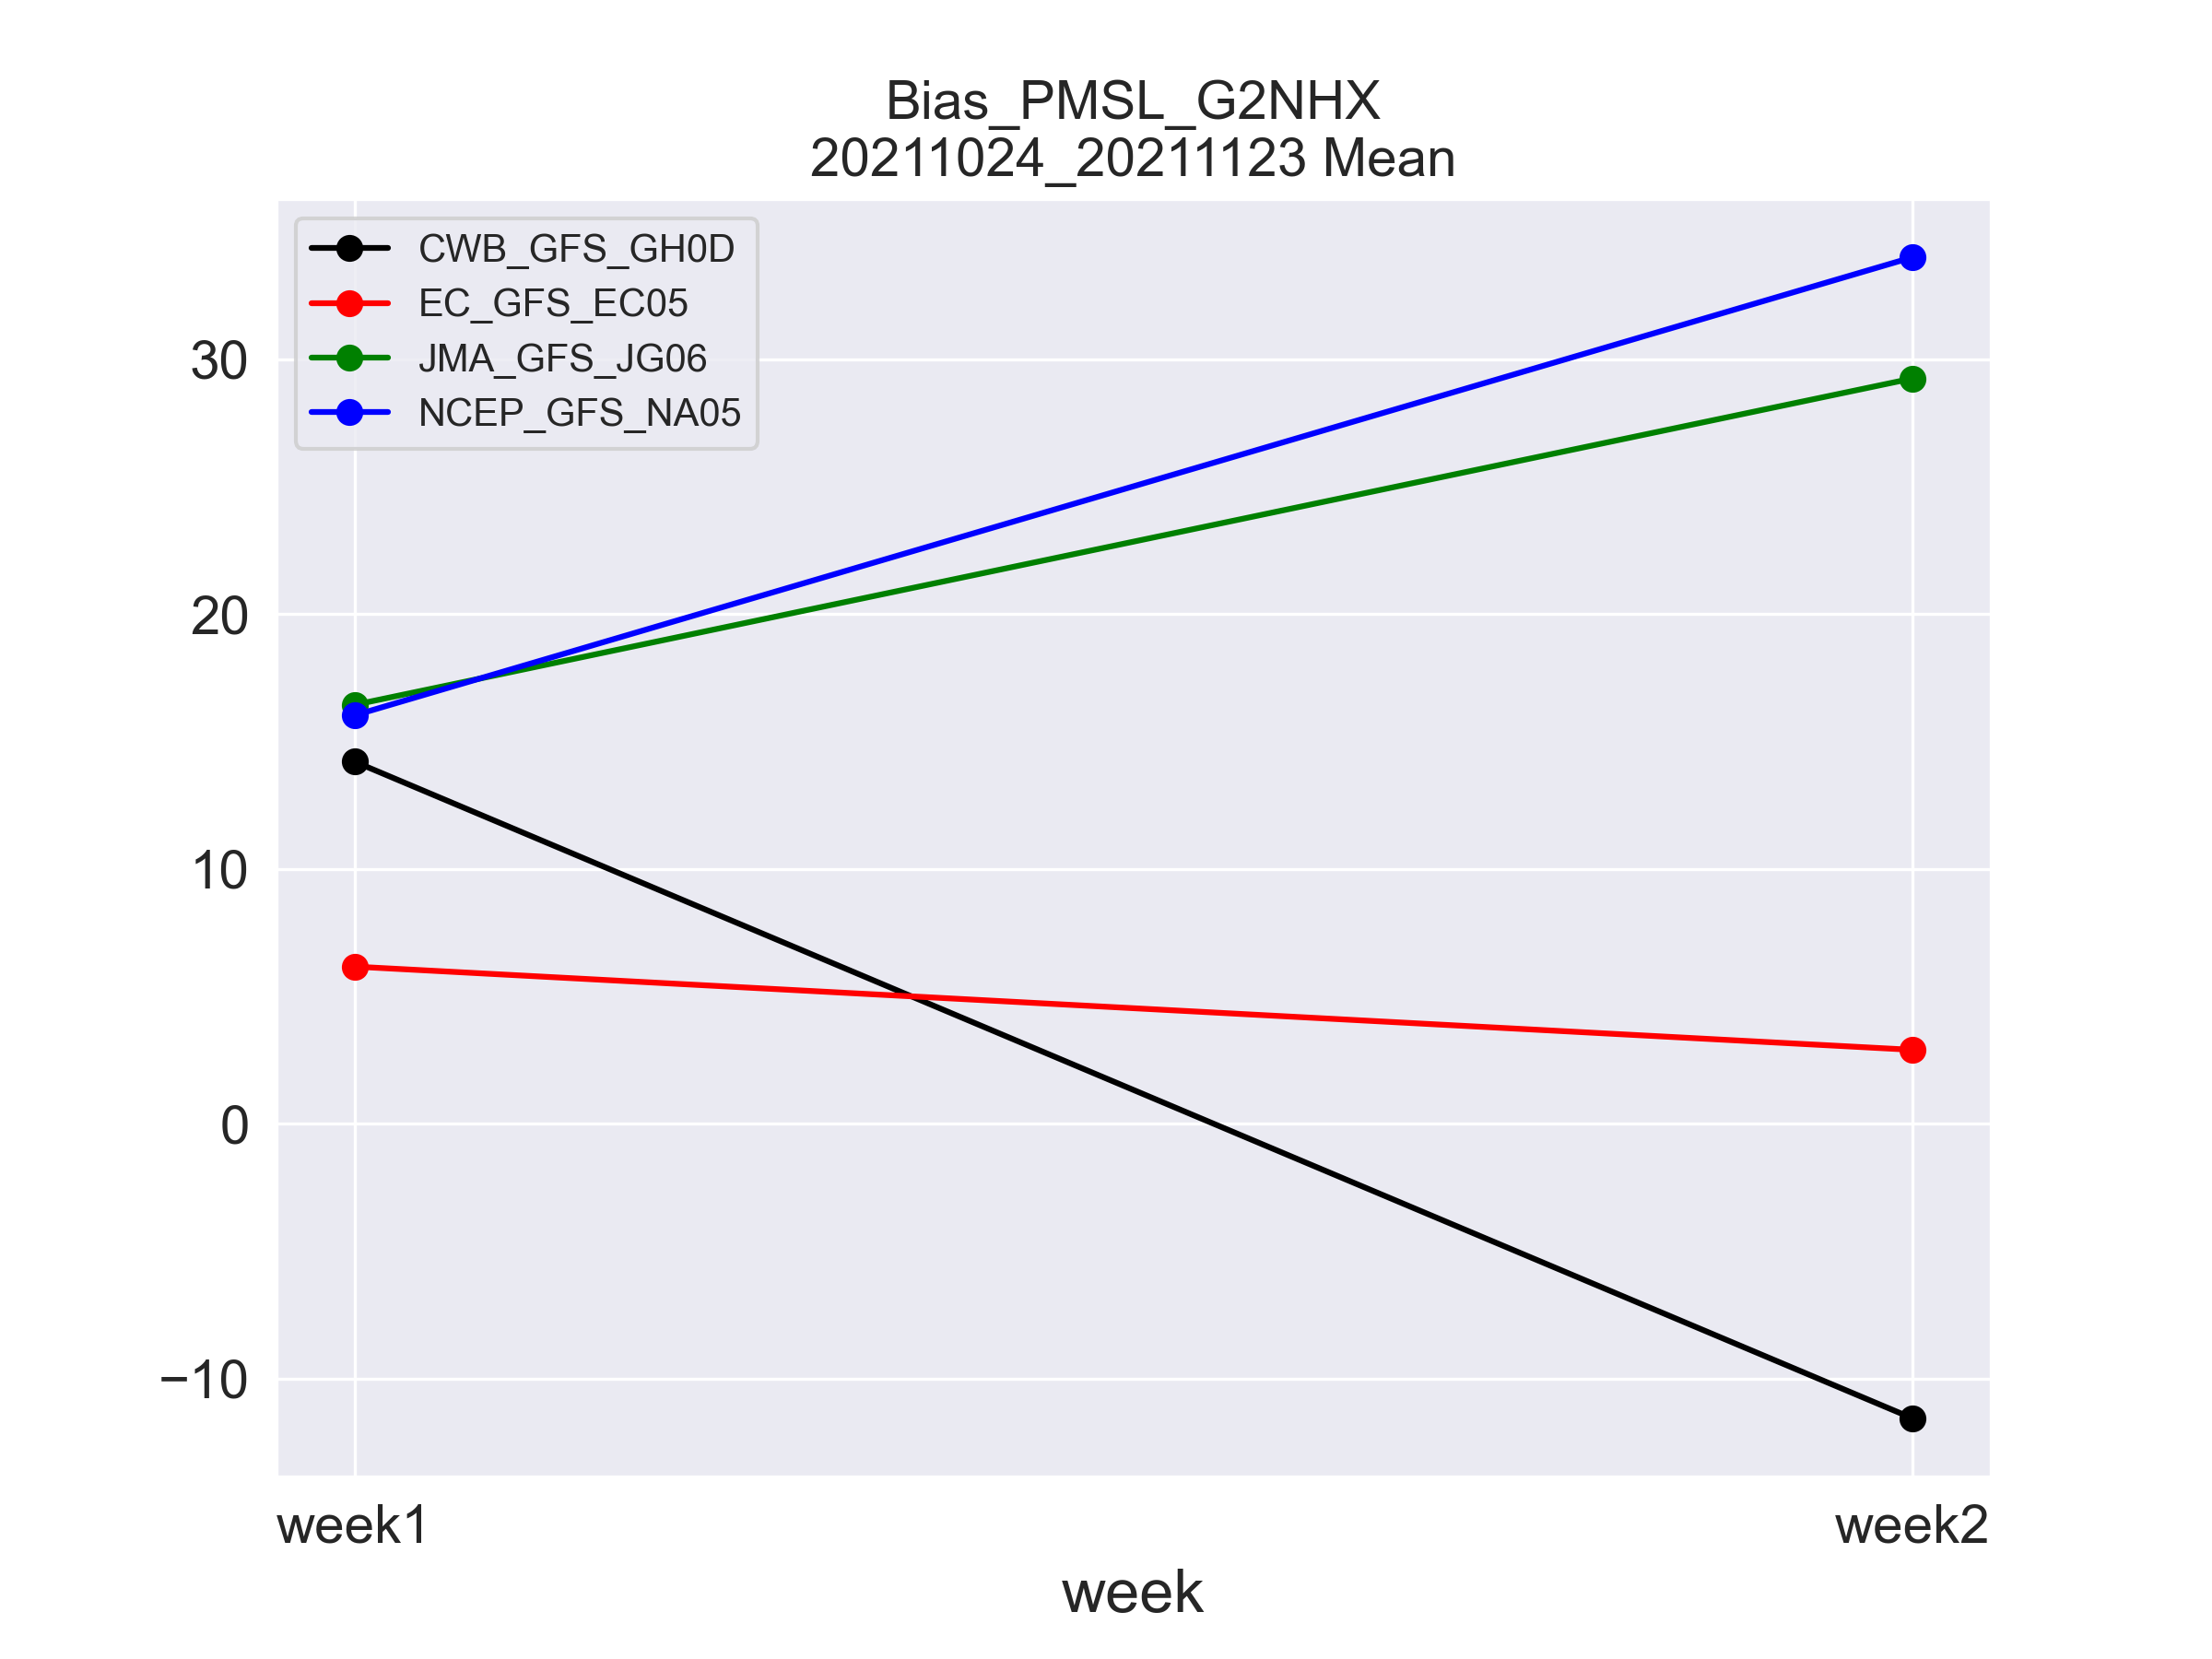 Bias_PMSL_G2NHX
20211024_20211123 Mean
CWB_GFS_GH0D
EC_GFS_EC05
JMA_GFS_JG06
NCEP_GFS_NA05
30
20
10
0
−10
week1
week2
week